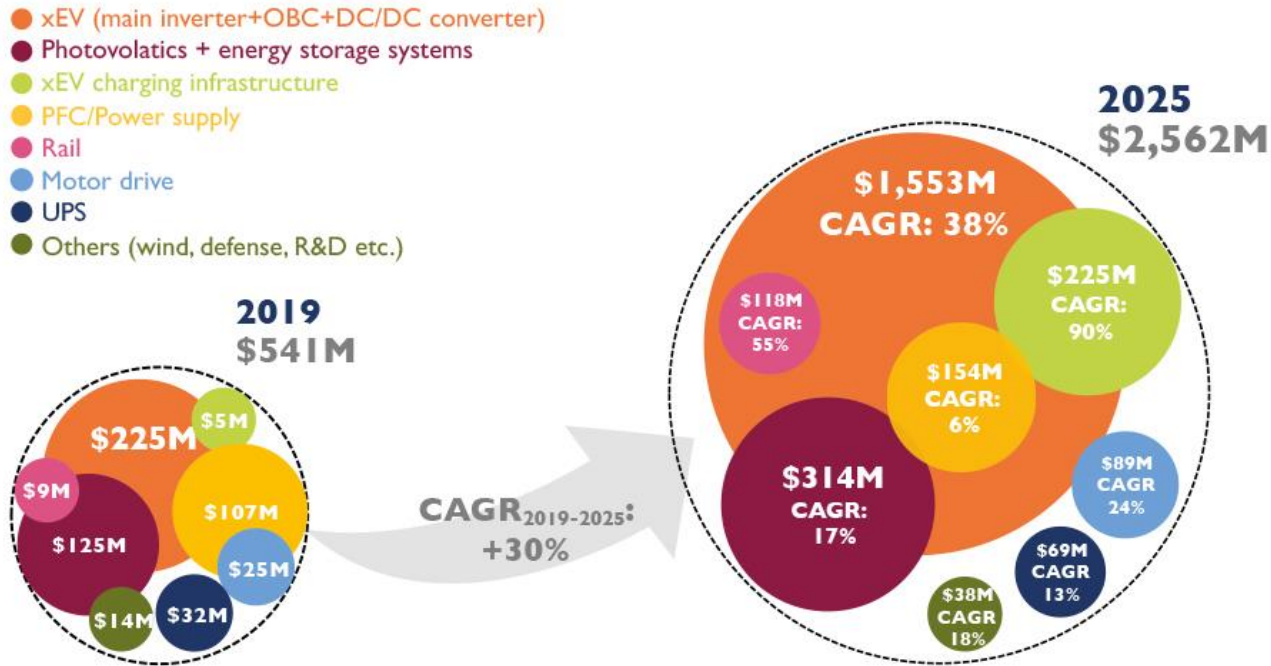 xEV (main inverter+OBC+DC/DC converter)
Photovolatics + energy storage systems
xEV charging infrastructure
PFC/Power supply
Rail
Motor drive
UPS
Others (wind, defense, R&D etc.)
2019
$541M
$225M
$5M
$9M
$107M
$125M
$25M
$14M
$32M
CAGR2019-2025:
+30%
2025
$2,562M
$1,553M
CAGR: 38%
$225M
CAGR:
90%
$118M
CAGR:
55%
$154M
CAGR:
6%
$314M
CAGR:
17%
$89M
CAGR
24%
$69M
CAGR
13%
$38M
CAGR
18%